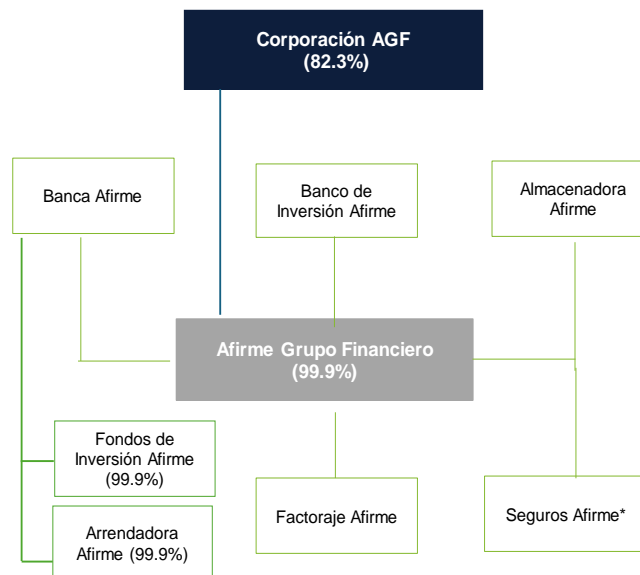 Corporación AGF
(82.3%)
Banca Afirme
Banco de
Inversión Afirme
Almacenadora
Afirme
Afirme Grupo Financiero
(99.9%)
Fondos de
Inversión Afirme
(99.9%)
Arrendadora
Afirme (99.9%)
Factoraje Afirme
Seguros Afirme*